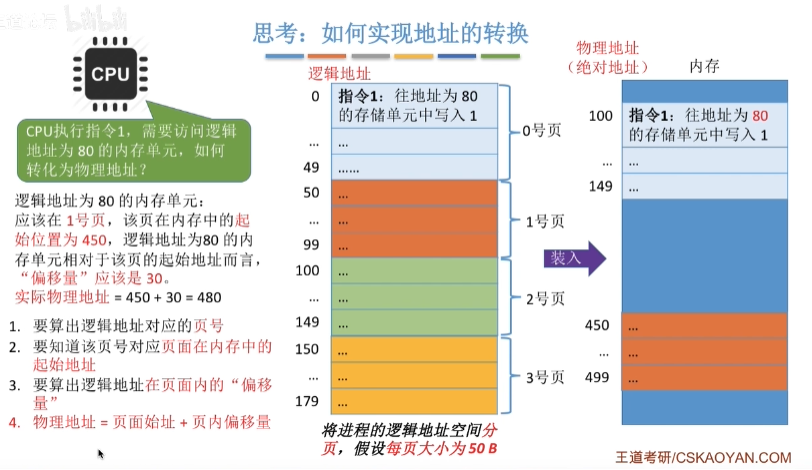 bilibili
思考：如何实现地址的转换
CPU
CPU执行指令1，需要访问逻辑
地址为 80 的内存单元，如何
转化为物理地址？
逻辑地址为 80 的内存单元：
应该在 1号页，该页在内存中的起
始位置为 450，逻辑地址为80 的内
存单元相对于该页的起始地址而言，
“偏移量”应该是 30。
实际物理地址 = 450 + 30 = 480
1. 要算出逻辑地址对应的页号
2. 要知道该页号对应页面在内存中的
起始地址
3. 要算出逻辑地址在页面内的“偏移
量”
4. 物理地址 = 页面始址 + 页内偏移量
逻辑地址
0 指令1：往地址为 80
的存储单元中写入 1
... ...
49 ......
0号页
50 ...
... ...
99 ...
1号页
100 ...
... ...
149 ...
2号页
150 ...
... ...
179 ...
3号页
将进程的逻辑地址空间分
页，假设每页大小为 50 B
装入
物理地址
（绝对地址）
内存
100 指令1：往地址为 80
的存储单元中写入 1
... ...
149 ...
450 ...
... ...
499 ...
王道考研/CSKAOYAN.COM